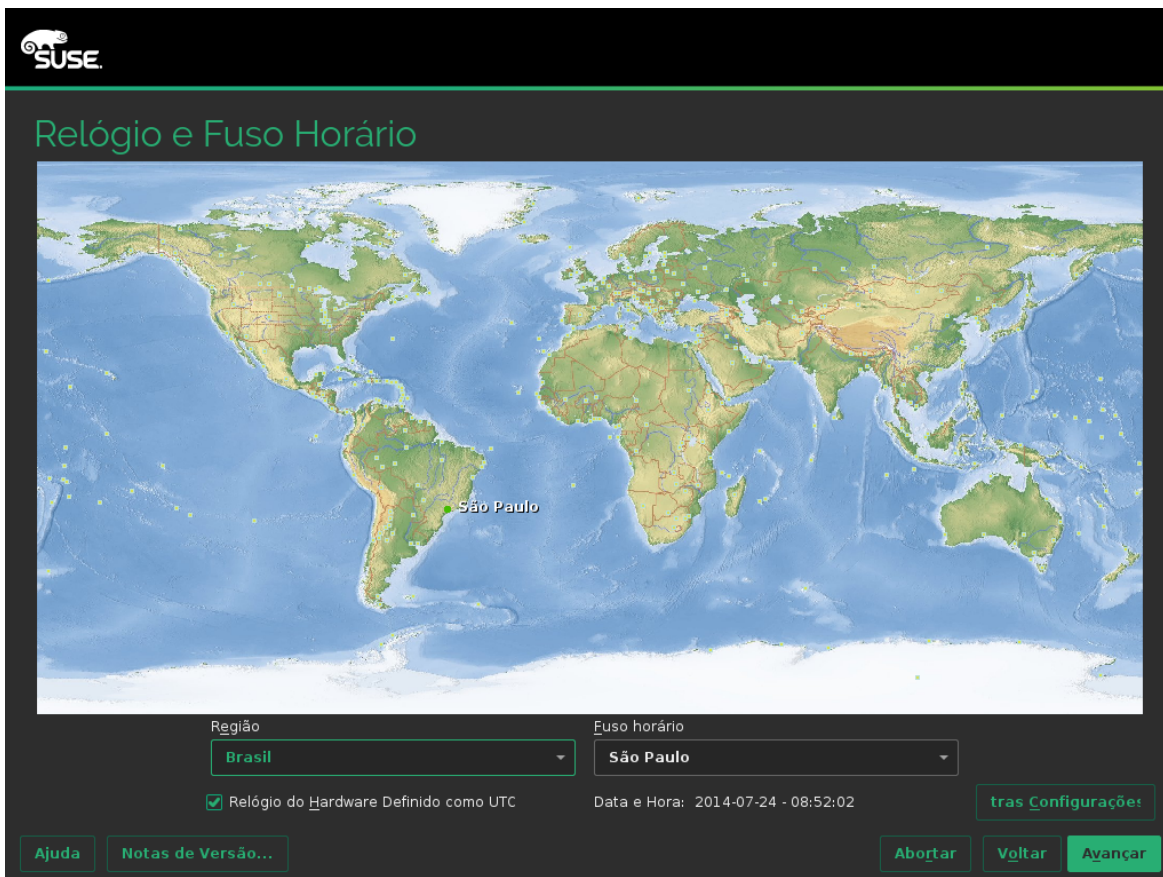 SUSE.
Relógio e Fuso Horário
São Paulo
Região
Fuso horário
Brasil
São Paulo
Relógio do Hardware Definido como UTC
Data e Hora: 2014-07-24 - 08:52:02
tras Configurações
Ajuda
Notas de Versão...
Abortar
Voltar
Avançar